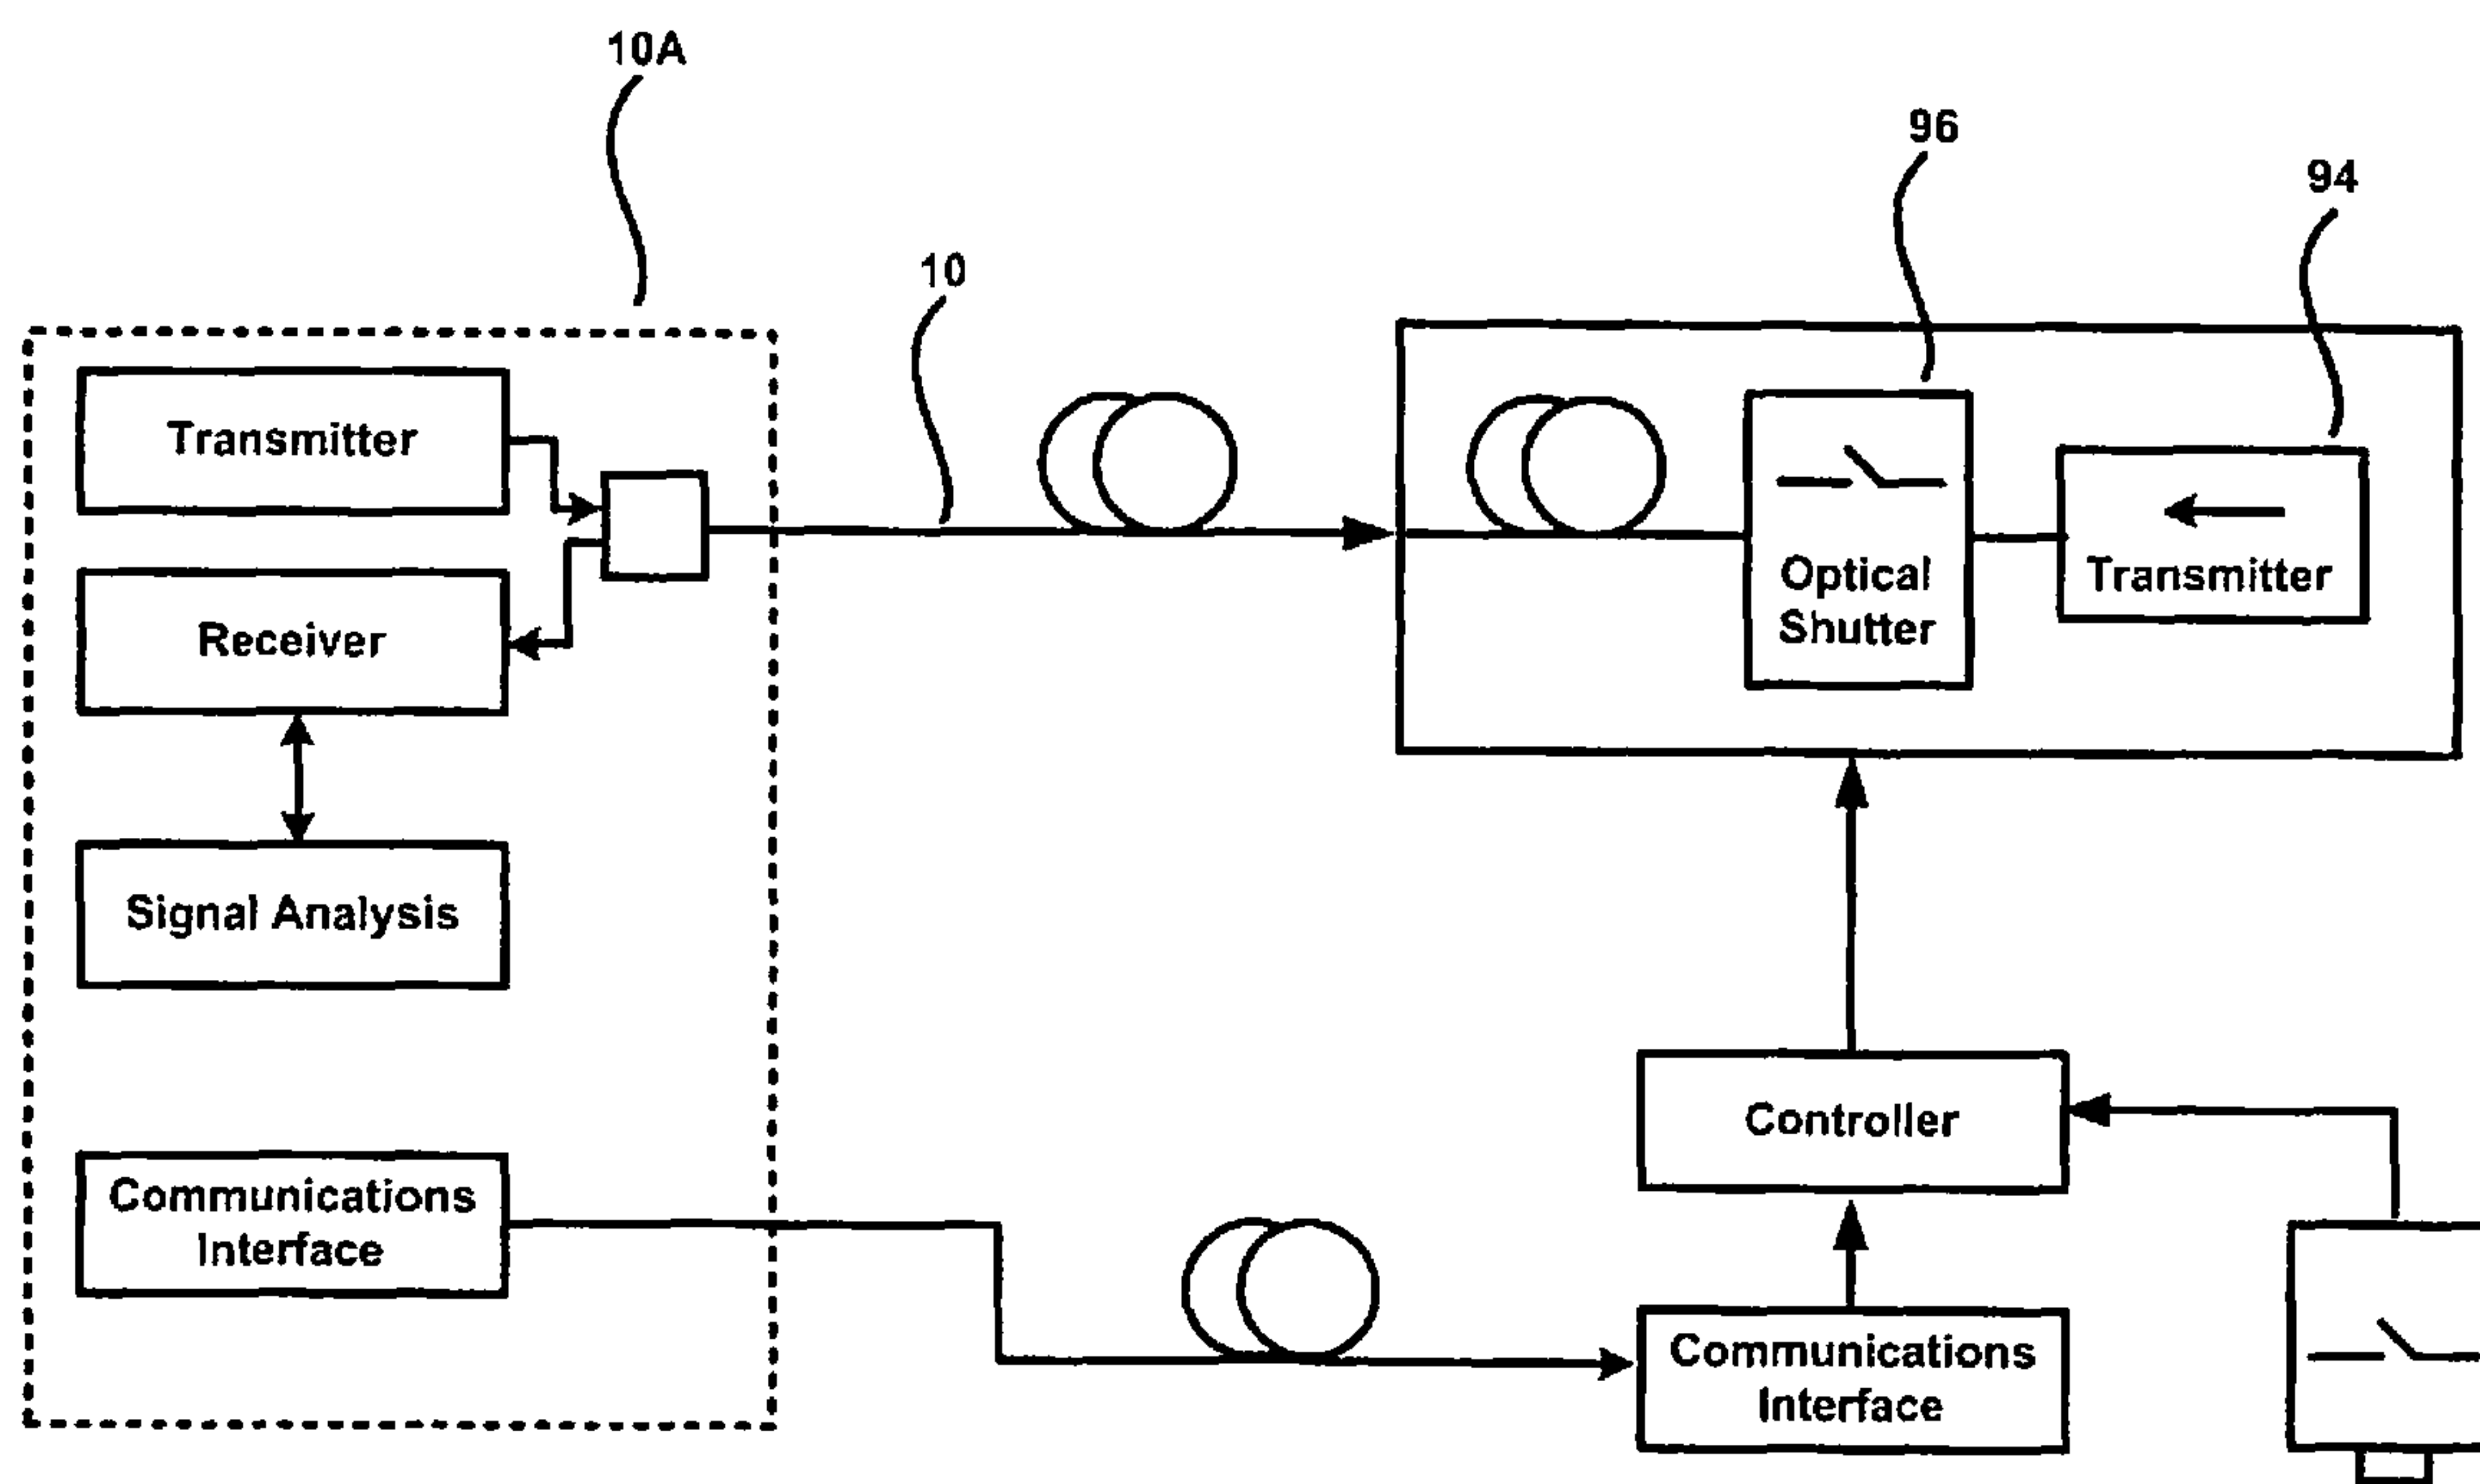 10A
96
94
10
Transmitter
Optical
Shutter
Transmitter
Receiver
Signal Analysis
Controller
Communications
Interface
Communications
Interface